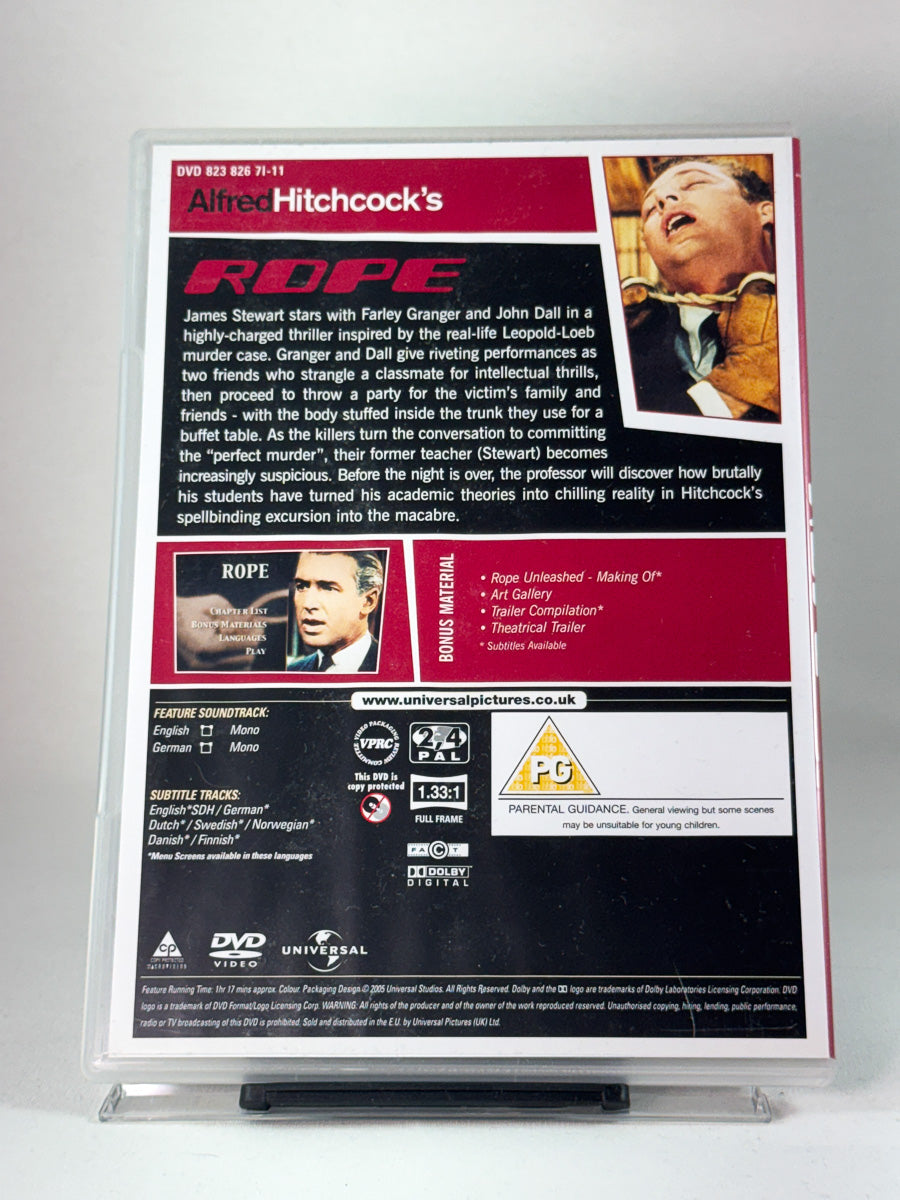 DVD 823 826 7I-11
AlfredHitchcock's
ROPE
James Stewart stars with Farley Granger and John Dall in a
highly-charged thriller inspired by the real-life Leopold-Loeb
murder case. Granger and Dall give riveting performances as
two friends who strangle a classmate for intellectual thrills,
then proceed to throw a party for the victim's family and
friends - with the body stuffed inside the trunk they use for a
buffet table. As the killers turn the conversation to committing
the "perfect murder", their former teacher (Stewart) becomes
increasingly suspicious. Before the night is over, the professor will discover how brutally
his students have turned his academic theories into chilling reality in Hitchcock's
spellbinding excursion into the macabre.
ROPE
CHAPTER LIST
BONUS MATERIALS
LANGUAGES
PLAY
BONUS MATERIAL
• Rope Unleashed - Making Of*
• Art Gallery
• Trailer Compilation*
• Theatrical Trailer
* Subtitles Available
www.universalpictures.co.uk
FEATURE SOUNDTRACK:
English Mono
German Mono
SUBTITLE TRACKS:
English*SDH / German*
Dutch* / Swedish* / Norwegian*
Danish* / Finnish*
*Menu Screens available in these languages
VIDEO PACKAGING REVIEW COMMITTEE
VPRC
This DVD is
copy protected
2,4
PAL
1.33:1
FULL FRAME
FACT
DOLBY
DIGITAL
PG
PARENTAL GUIDANCE. General viewing but some scenes
may be unsuitable for young children.
CP
COPY PROTECTED
MACROVISION
DVD
VIDEO
UNIVERSAL
Feature Running Time: 1hr 17 mins approx. Colour. Packaging Design © 2005 Universal Studios. All Rights Reserved. Dolby and the logo are trademarks of Dolby Laboratories Licensing Corporation. DVD
logo is a trademark of DVD Format/Logo Licensing Corp. WARNING: All rights of the producer and of the owner of the work reproduced reserved. Unauthorised copying, hiring, lending, public performance,
radio or TV broadcasting of this DVD is prohibited. Sold and distributed in the E.U. by Universal Pictures (UK) Ltd.